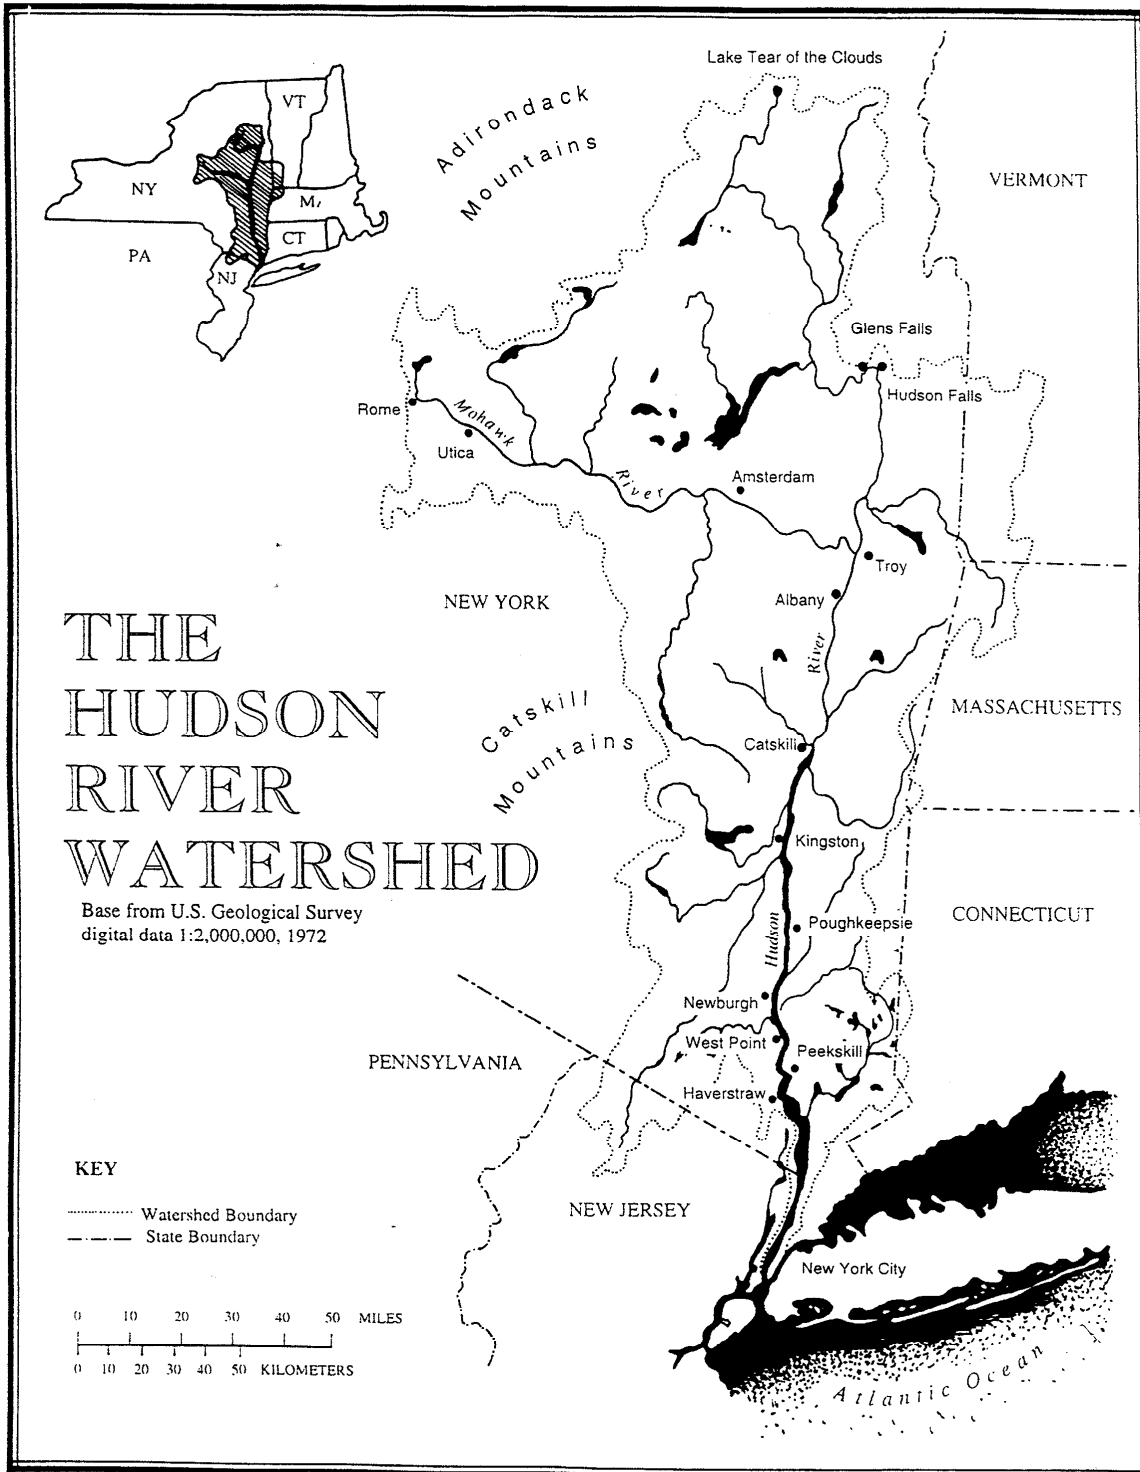 Lake Tear of the Clouds
Adirondack
Mountains
VT
NY
M
CT
PA
NJ
VERMONT
Glens Falls
Hudson Falls
Rome
Mohawk
Utica
River
Amsterdam
Troy
Albany
NEW YORK
River
THE
HUDSON
RIVER
WATERSHED
Base from U.S. Geological Survey
digital data 1:2,000,000, 1972
Catskill
Mountains
MASSACHUSETTS
Catskill
Kingston
Poughkeepsie
CONNECTICUT
Hudson
Newburgh
West Point
Peekskill
PENNSYLVANIA
Haverstraw
KEY
Watershed Boundary
State Boundary
NEW JERSEY
New York City
0 10 20 30 40 50 MILES
0 10 20 30 40 50 KILOMETERS
Atlantic Ocean